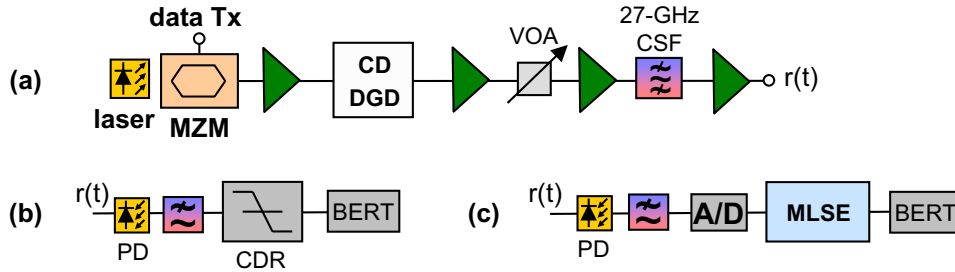 data Tx
27-GHz
CSF
VOA
(a)
CD
DGD
r(t)
laser
MZM
r(t)
(b)
BERT
PD
CDR
r(t)
(c)
A/D
MLSE
BERT
PD